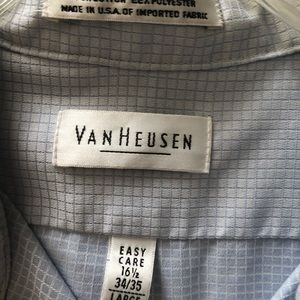 POLYESTER
MADE IN U.S.A. OF IMPORTED FABRIC
VAN HEUSEN
EASY
CARE
16½
34/35
LARGE